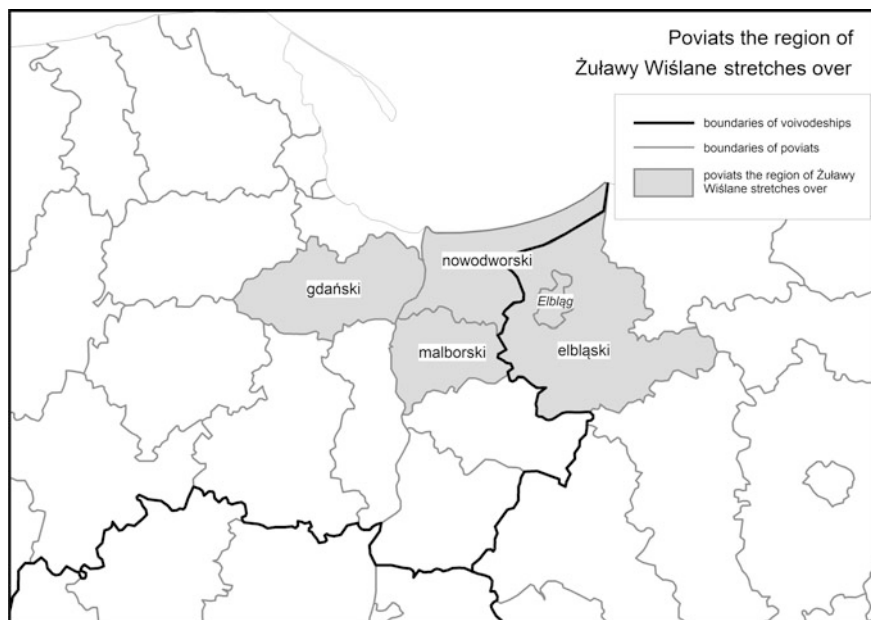 Poviats the region of
Żuławy Wiślane stretches over
boundaries of voivodeships
boundaries of poviats
poviats the region of Żuławy
Wiślane stretches over
nowodworski
gdański
Elbląg
malborski
elbląski